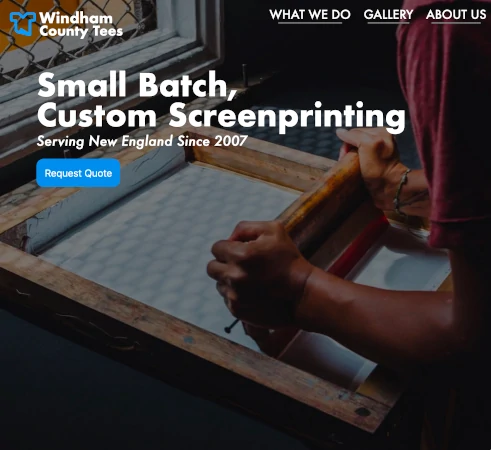 Windham
County Tees
WHAT WE DO
GALLERY
ABOUT US
Small Batch,
Custom Screenprinting
Serving New England Since 2007
Request Quote